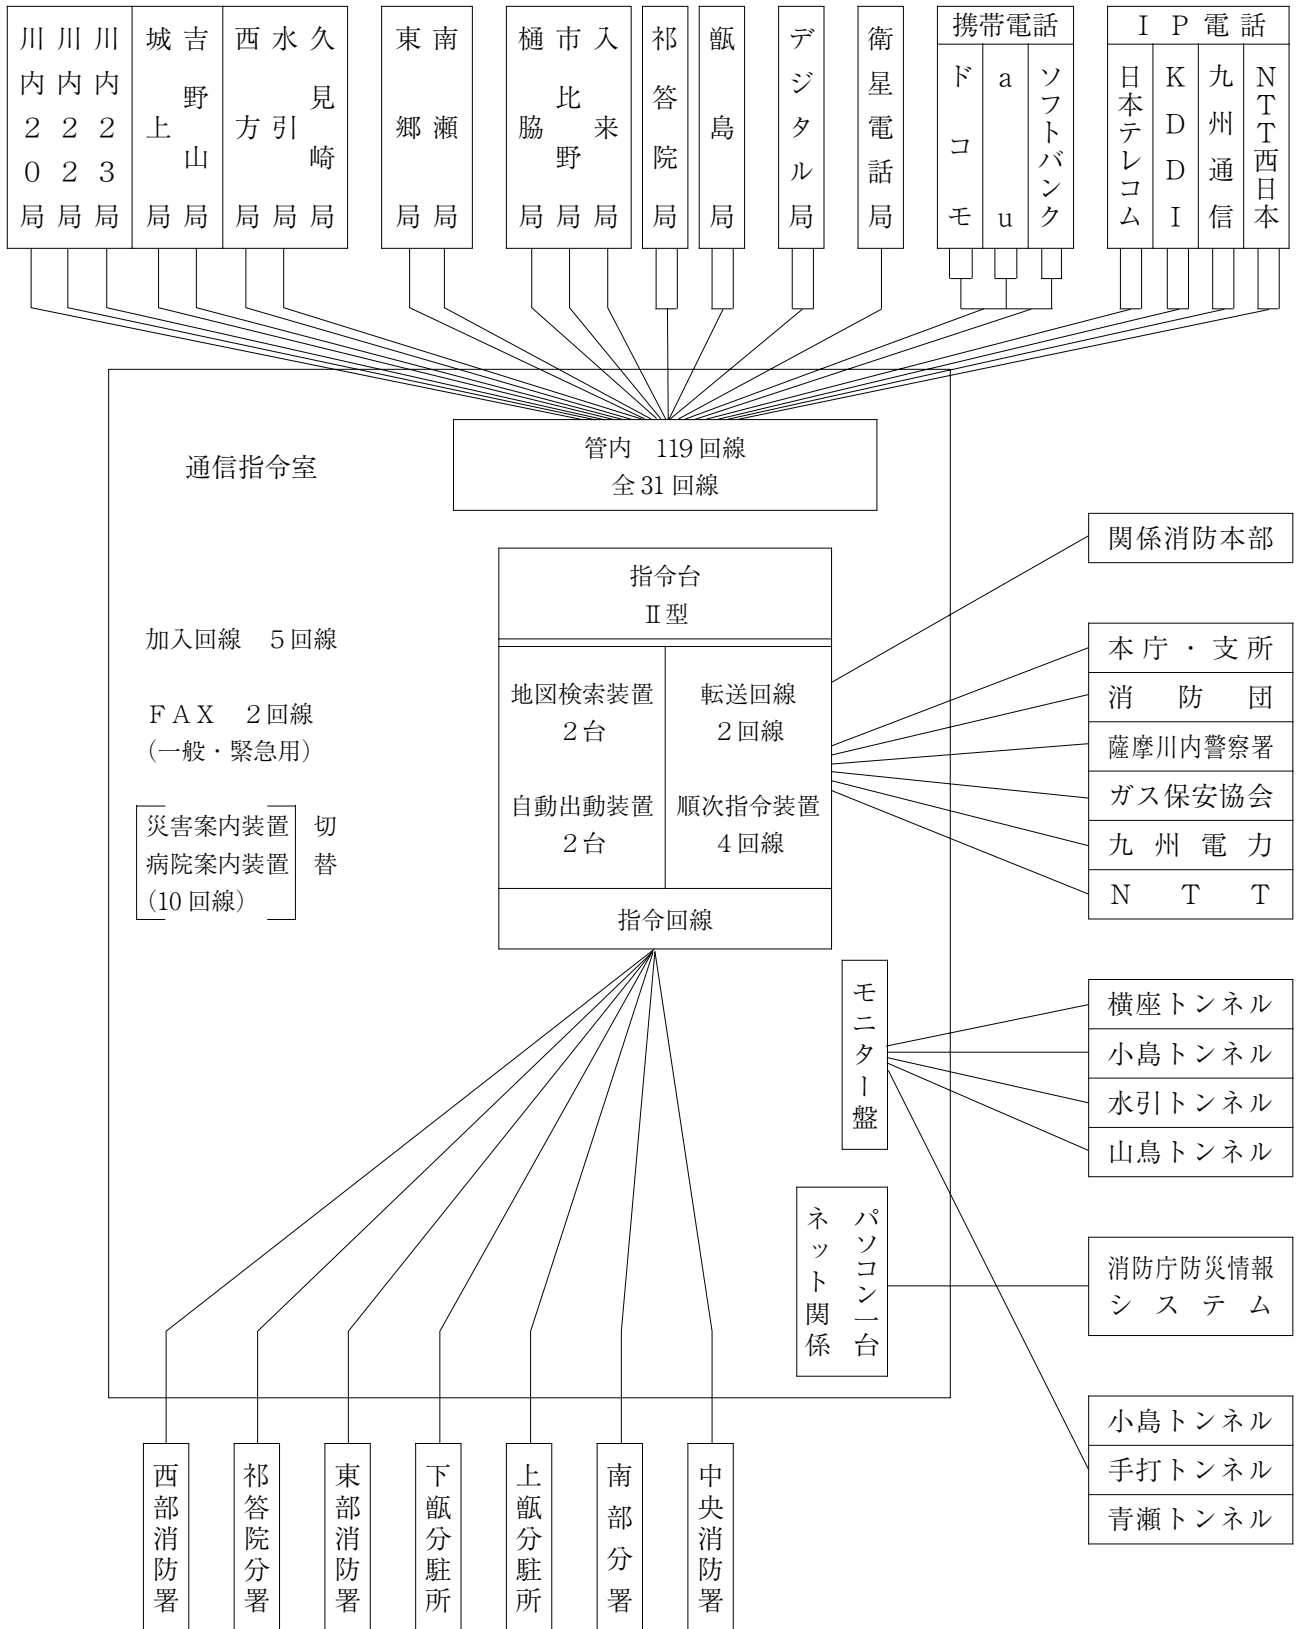 川内20局
川内22局
川内23局
城上局
吉野山局
西方局
水引局
久見崎局
東郷局
南瀬局
樋脇局
市比野局
入来局
祁答院局
甑島局
デジタル局
衛星電話局
携帯電話
ドコモ
au
ソフトバンク
IP電話
日本テレコム
KDDI
九州通信
NTT西日本
通信指令室
管内 119回線
全31回線
指令台
Ⅱ型
地図検索装置
2台
転送回線
2回線
自動出動装置
2台
順次指令装置
4回線
指令回線
加入回線 5回線
FAX 2回線
(一般・緊急用)
災害案内装置
病院案内装置
(10回線)
切替
関係消防本部
本庁・支所
消防団
薩摩川内警察署
ガス保安協会
九州電力
NTT
モニター盤
横座トンネル
小島トンネル
水引トンネル
山鳥トンネル
パソコン一台
ネット関係
消防庁防災情報
システム
小島トンネル
手打トンネル
青瀬トンネル
西部消防署
祁答院分署
東部消防署
下甑分駐所
上甑分駐所
南部分署
中央消防署